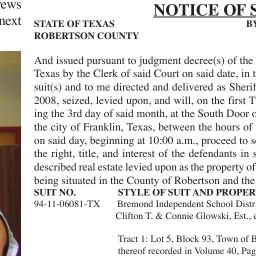 ews
next
NOTICE OF S
STATE OF TEXAS BY
ROBERTSON COUNTY
And issued pursuant to judgment decree(s) of the
Texas by the Clerk of said Court on said date, in t
suit(s) and to me directed and delivered as Sherif
2008, seized, levied upon, and will, on the first T
ing the 3rd day of said month, at the South Door o
the city of Franklin, Texas, between the hours of
on said day, beginning at 10:00 a.m., proceed to s
the right, title, and interest of the defendants in s
described real estate levied upon as the property of
being situated in the County of Robertson and the
SUIT NO. STYLE OF SUIT AND PROPER
94-11-06081-TX Bremond Independent School Distri
Clifton T. & Connie Glowski, Est., e
Tract 1: Lot 5, Block 93, Town of B
thereof recorded in Volume 40, Pag